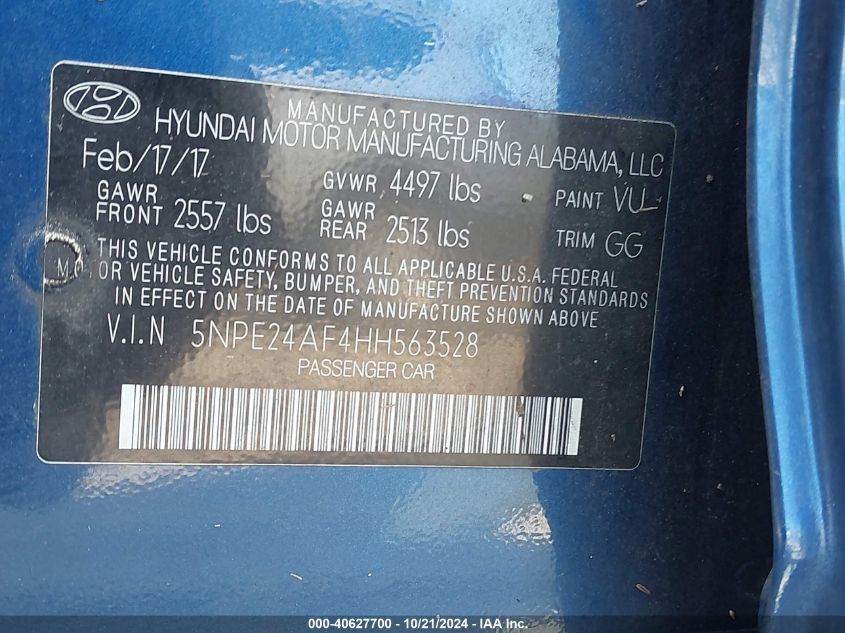 MANUFACTURED BY
HYUNDAI MOTOR MANUFACTURING ALABAMA, LLC
Feb/17/17
GVWR 4497 lbs
PAINT VU
GAWR FRONT 2557 lbs
GAWR REAR 2513 lbs
TRIM GG
THIS VEHICLE CONFORMS TO ALL APPLICABLE U.S.A. FEDERAL
M.C. OR VEHICLE SAFETY, BUMPER, AND THEFT PREVENTION STANDARDS
IN EFFECT ON THE DATE OF MANUFACTURE SHOWN ABOVE
V.I.N 5NPE24AF4HH563528
PASSENGER CAR
000-40627700 - 10/21/2024 - IAA Inc.